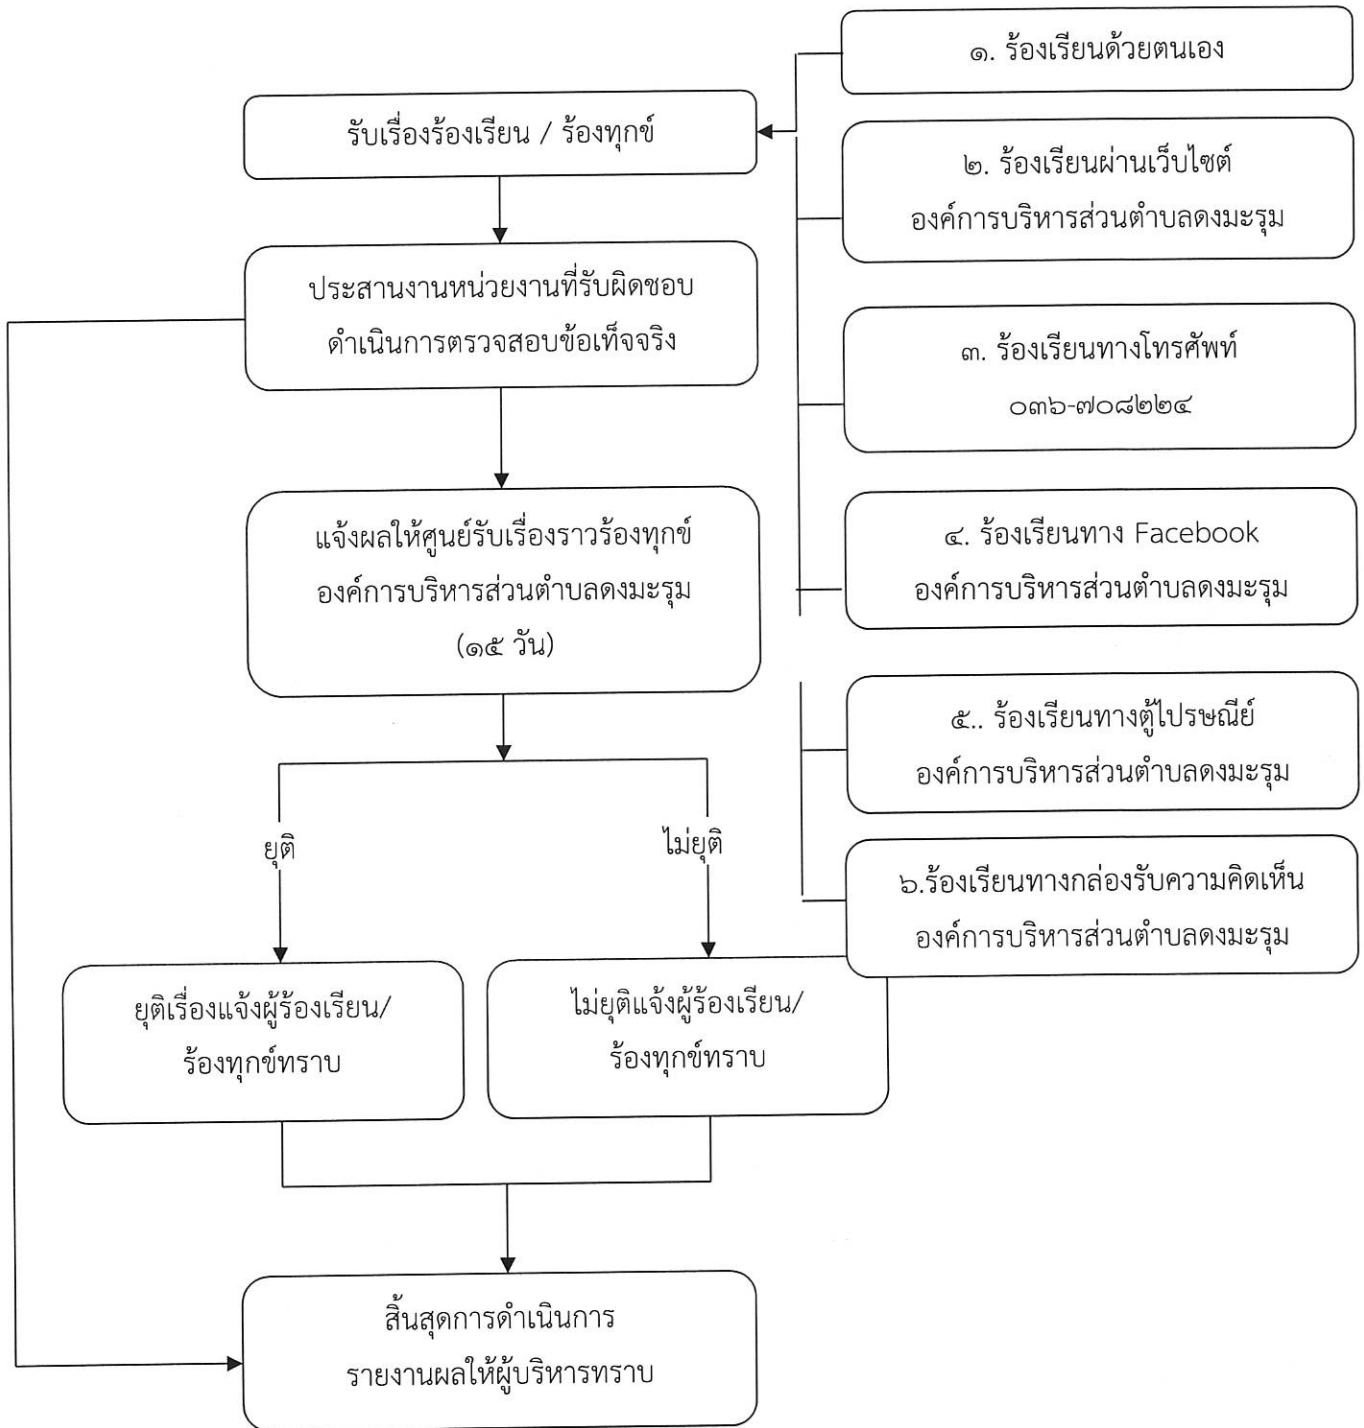 ๑. ร้องเรียนด้วยตนเอง
รับเรื่องร้องเรียน / ร้องทุกข์
๒. ร้องเรียนผ่านเว็บไซต์
องค์การบริหารส่วนตำบลดงมะรุม
ประสานงานหน่วยงานที่รับผิดชอบ
ดำเนินการตรวจสอบข้อเท็จจริง
๓. ร้องเรียนทางโทรศัพท์
๐๓๖-๗๐๘๒๒๔
แจ้งผลให้ศูนย์รับเรื่องราวร้องทุกข์
องค์การบริหารส่วนตำบลดงมะรุม
(๑๕ วัน)
๔. ร้องเรียนทาง Facebook
องค์การบริหารส่วนตำบลดงมะรุม
๕.. ร้องเรียนทางตู้ไปรษณีย์
องค์การบริหารส่วนตำบลดงมะรุม
ยุติ
ไม่ยุติ
๖.ร้องเรียนทางกล่องรับความคิดเห็น
องค์การบริหารส่วนตำบลดงมะรุม
ยุติเรื่องแจ้งผู้ร้องเรียน/
ร้องทุกข์ทราบ
ไม่ยุติแจ้งผู้ร้องเรียน/
ร้องทุกข์ทราบ
สิ้นสุดการดำเนินการ
รายงานผลให้ผู้บริหารทราบ